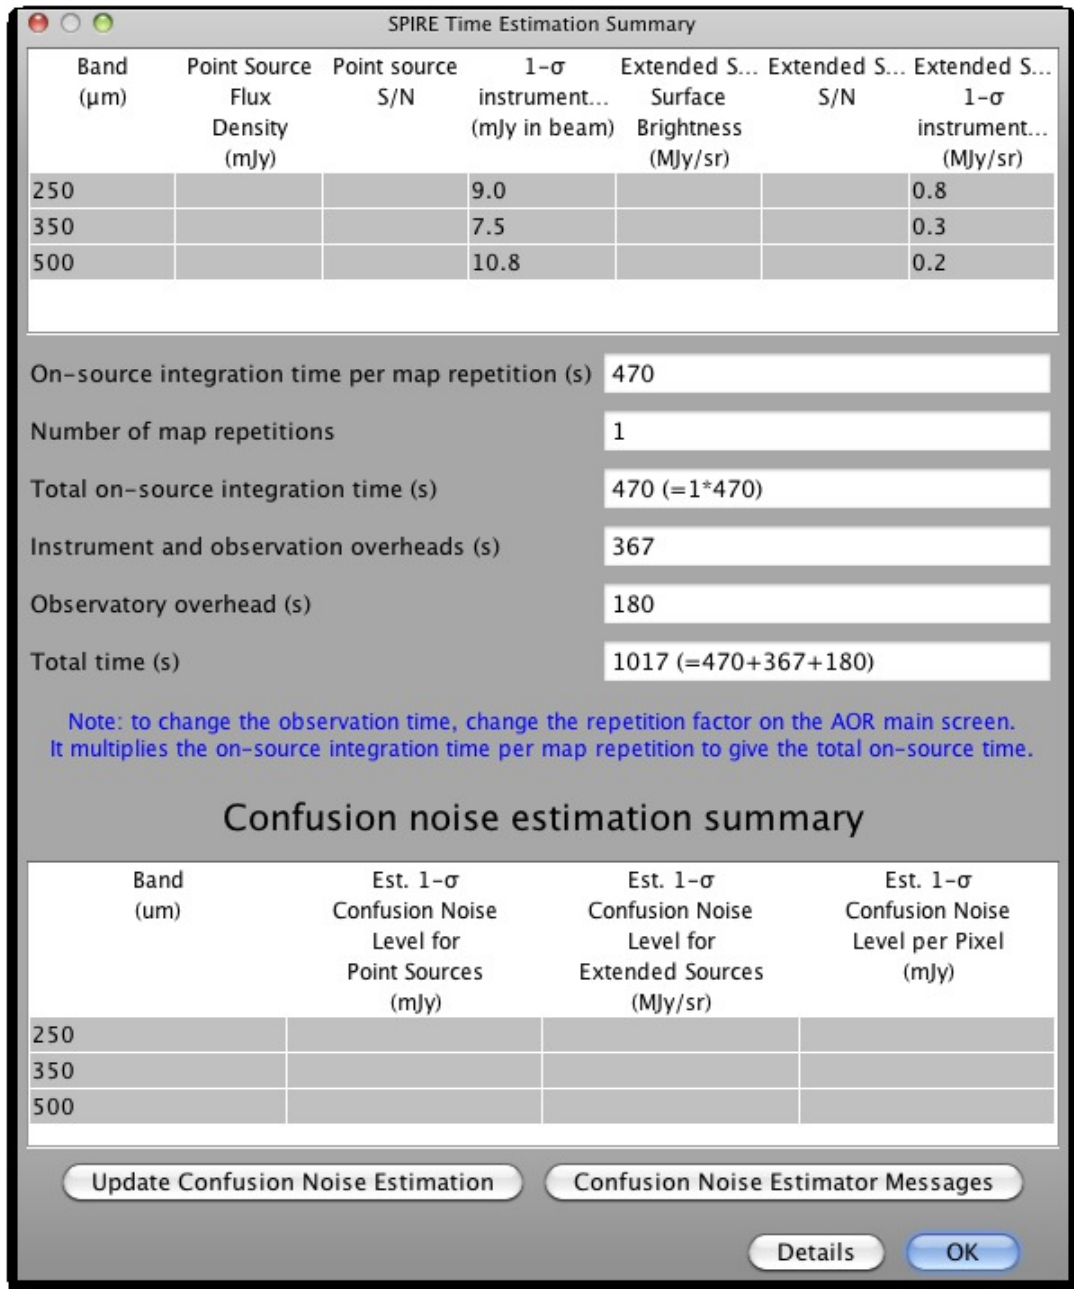 SPIRE Time Estimation Summary
Band Point Source Point source 1-σ Extended S... Extended S... Extended S...
(µm) Flux S/N instrument... Surface S/N 1-σ
Density (mJy in beam) Brightness instrument...
(mJy) (MJy/sr) (MJy/sr)
250 9.0 0.8
350 7.5 0.3
500 10.8 0.2
On-source integration time per map repetition (s) 470
Number of map repetitions 1
Total on-source integration time (s) 470 (=1*470)
Instrument and observation overheads (s) 367
Observatory overhead (s) 180
Total time (s) 1017 (=470+367+180)
Note: to change the observation time, change the repetition factor on the AOR main screen.
It multiplies the on-source integration time per map repetition to give the total on-source time.
Confusion noise estimation summary
Band Est. 1-σ Est. 1-σ Est. 1-σ
(um) Confusion Noise Confusion Noise Confusion Noise
Level for Level for Level per Pixel
Point Sources Extended Sources (mJy)
(mJy) (MJy/sr)
250
350
500
Update Confusion Noise Estimation Confusion Noise Estimator Messages
Details OK